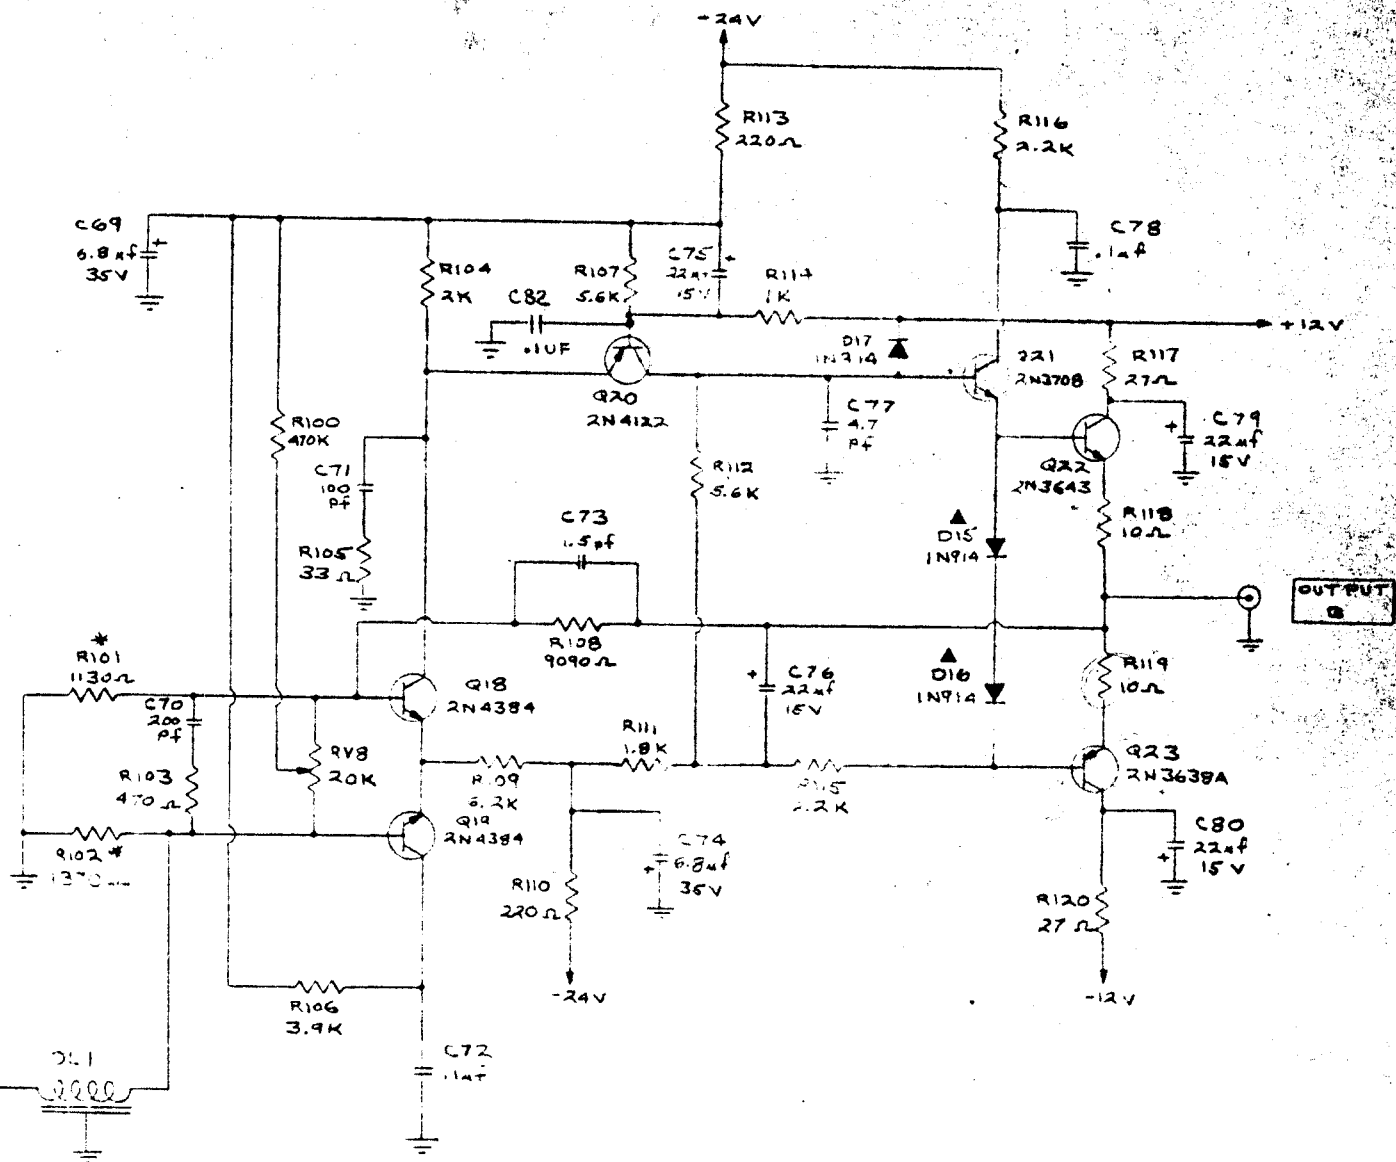 -24V
R113
220Ω
R116
2.2K
C69
6.8µf
35V
+
R104
2K
R107
5.6K
C75
22µf
15V
+
R114
1K
C78
.1µf
C82
.1UF
+12V
D17
1N914
Q20
2N4122
Q21
2N3708
R117
27Ω
R100
470K
C77
4.7
Pf
C79
22µf
15V
+
C71
100
Pf
R112
5.6K
Q22
2N3643
R105
33Ω
C73
1.5pf
▲
D15
1N914
R118
10Ω
OUTPUT
B
*
R101
1130Ω
R108
9090Ω
C76
22µf
15V
+
▲
D16
1N914
R119
10Ω
C70
200
Pf
Q18
2N4384
R111
1.8K
RV8
20K
R103
470Ω
R109
6.2K
R115
2.2K
Q23
2N3638A
Q19
2N4384
R102*
C74
6.8µf
35V
+
C80
22µf
15V
+
R110
220Ω
R120
27Ω
-24V
-12V
R106
3.9K
C72
.1µf
DL1